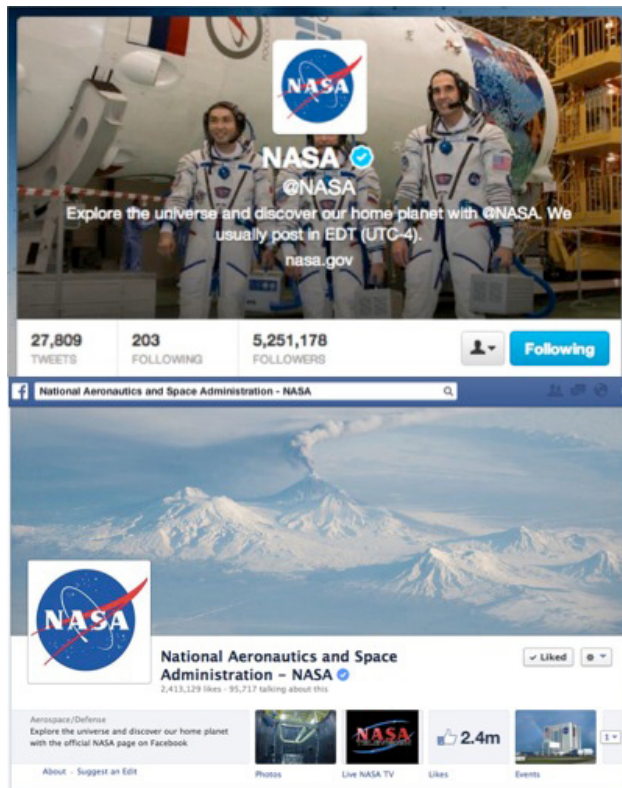 NASA
NASA
@NASA
Explore the universe and discover our home planet with @NASA. We
usually post in EDT (UTC-4).
nasa.gov
27,809
TWEETS
203
FOLLOWING
5,251,178
FOLLOWERS
Following
f
National Aeronautics and Space Administration - NASA
NASA
National Aeronautics and Space
Administration - NASA
2,413,129 likes · 95,717 talking about this
Liked
Aerospace/Defense
Explore the universe and discover our home planet
with the official NASA page on Facebook
About - Suggest an Edit
Photos
NASA
Live NASA TV
2.4m
Likes
Events
1